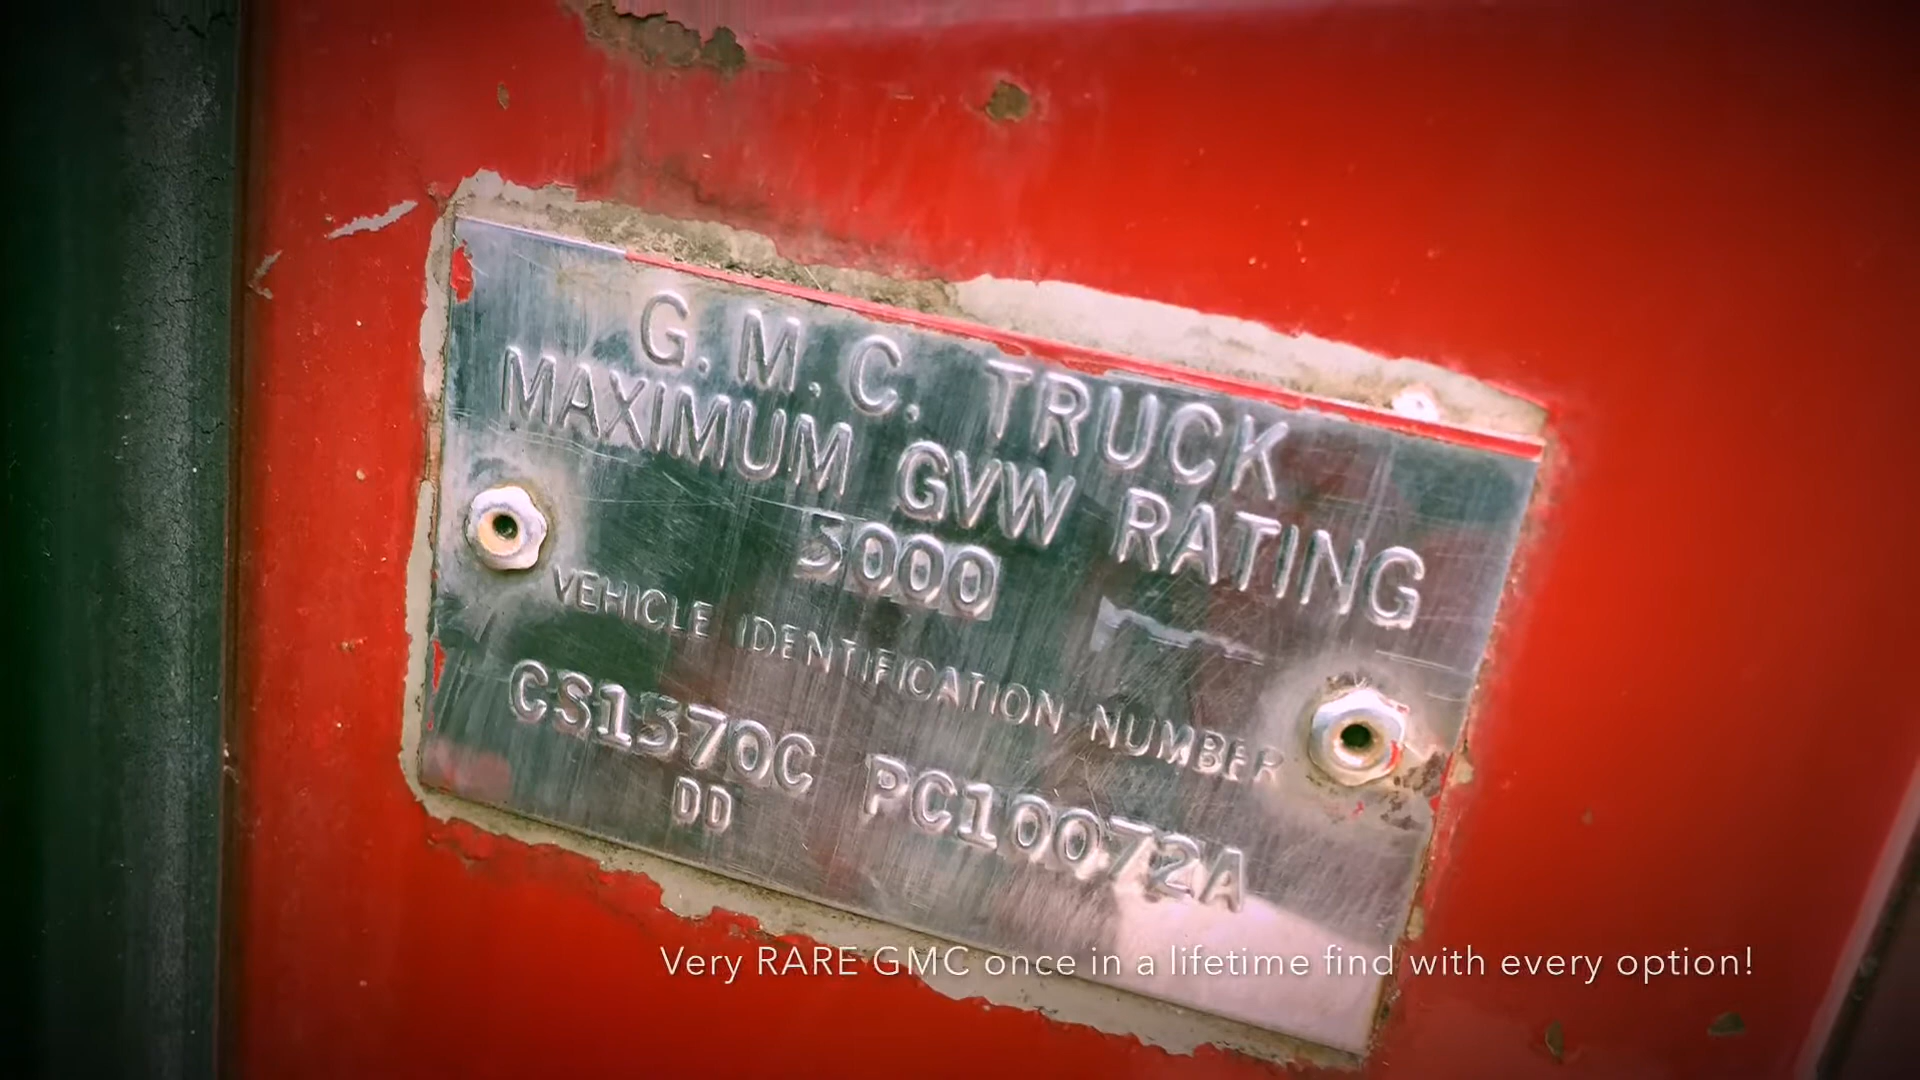 G.M.C. TRUCK
MAXIMUM GVW RATING
5000
VEHICLE IDENTIFICATION NUMBER
CS1570C PC10072A
DD
Very RARE GMC once in a lifetime find with every option!